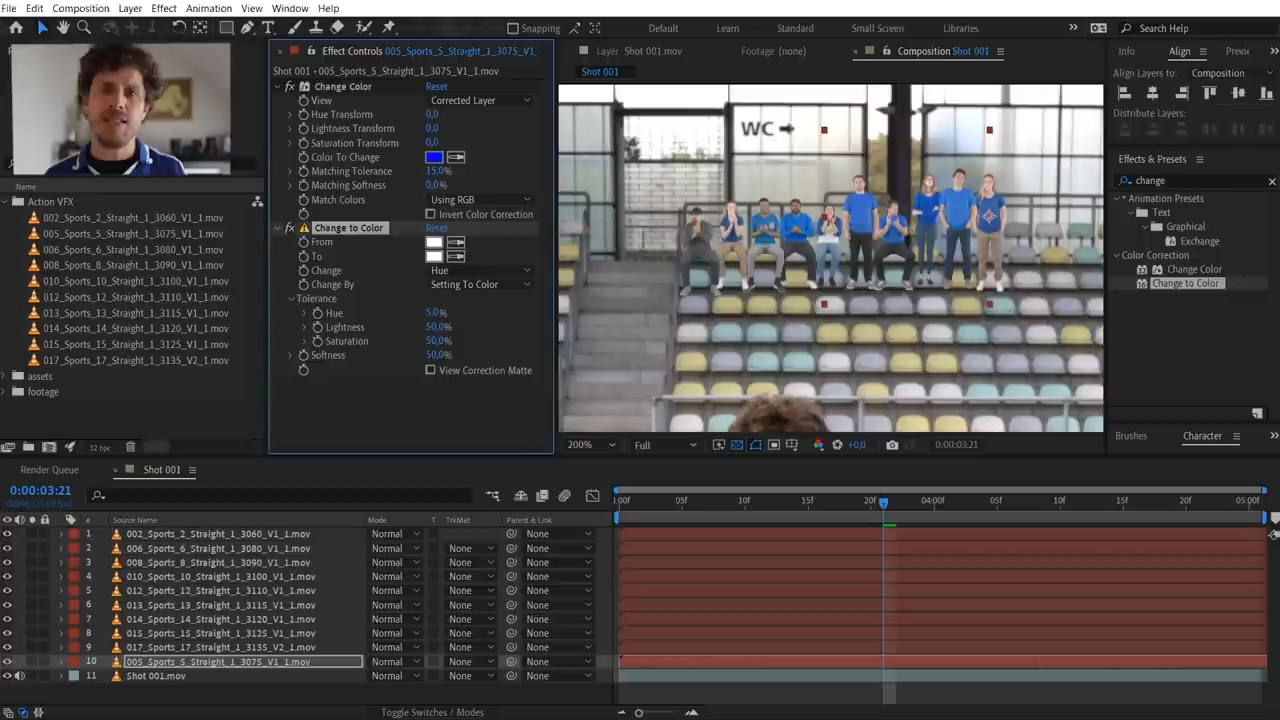 File Edit Composition Layer Effect Animation View Window Help
Snapping Default Learn Standard Small Screen Libraries Search Help
Effect Controls 005_Sports_5_Straight_1_3075_V1_1.
Layer Shot 001.mov Footage (none) Composition Shot 001
Info Align Previ
Shot 001 • 005_Sports_5_Straight_1_3075_V1_1.mov
Shot 001
fx Change Color Reset
View Corrected Layer
Hue Transform 0,0
Lightness Transform 0,0
Saturation Transform 0,0
Color To Change
Matching Tolerance 15,0%
Matching Softness 0,0%
Match Colors Using RGB
Invert Color Correction
fx Change to Color Reset
From
To
Change Hue
Change By Setting To Color
Tolerance
Hue 5,0%
Lightness 50,0%
Saturation 50,0%
Softness 50,0%
View Correction Matte
Name
Action VFX
002_Sports_2_Straight_1_3060_V1_1.mov
005_Sports_5_Straight_1_3075_V1_1.mov
006_Sports_6_Straight_1_3080_V1_1.mov
008_Sports_8_Straight_1_3090_V1_1.mov
010_Sports_10_Straight_1_3100_V1_1.mov
012_Sports_12_Straight_1_3110_V1_1.mov
013_Sports_13_Straight_1_3115_V1_1.mov
014_Sports_14_Straight_1_3120_V1_1.mov
015_Sports_15_Straight_1_3125_V1_1.mov
017_Sports_17_Straight_1_3135_V2_1.mov
assets
footage
32 bpc
WC
200% Full +0,0 0:00:03:21
Align Layers to: Composition
Distribute Layers:
Effects & Presets
change
* Animation Presets
Text
Graphical
Exchange
Color Correction
Change Color
Change to Color
Brushes Character
Render Queue Shot 001
0:00:03:21
:00f 05f 10f 15f 20f 04:00f 05f 10f 15f 20f 05:00f
# Source Name Mode T TrkMat Parent & Link
1 002_Sports_2_Straight_1_3060_V1_1.mov Normal None
2 006_Sports_6_Straight_1_3080_V1_1.mov Normal None None
3 008_Sports_8_Straight_1_3090_V1_1.mov Normal None None
4 010_Sports_10_Straight_1_3100_V1_1.mov Normal None None
5 012_Sports_12_Straight_1_3110_V1_1.mov Normal None None
6 013_Sports_13_Straight_1_3115_V1_1.mov Normal None None
7 014_Sports_14_Straight_1_3120_V1_1.mov Normal None None
8 015_Sports_15_Straight_1_3125_V1_1.mov Normal None None
9 017_Sports_17_Straight_1_3135_V2_1.mov Normal None None
10 005_Sports_5_Straight_1_3075_V1_1.mov Normal None None
11 Shot 001.mov Normal None None
Toggle Switches / Modes